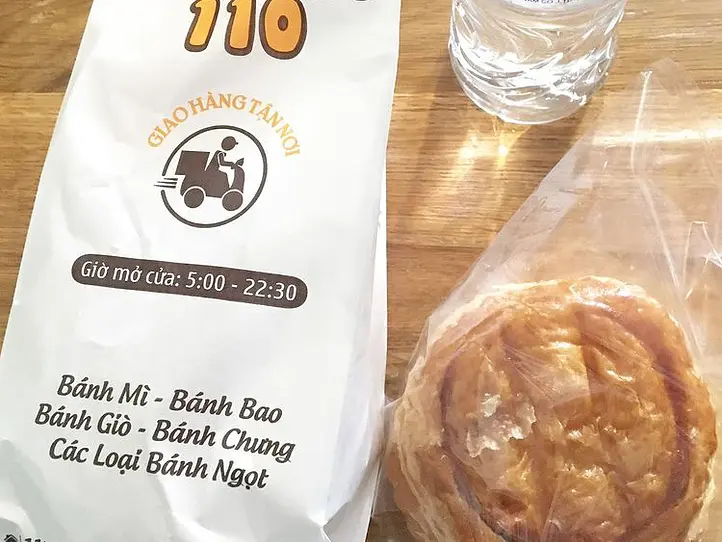 110
GIAO HÀNG TẬN NƠI
Giờ mở cửa: 5:00 - 22:30
Bánh Mì - Bánh Bao
Bánh Giò - Bánh Chưng
Các Loại Bánh Ngọt